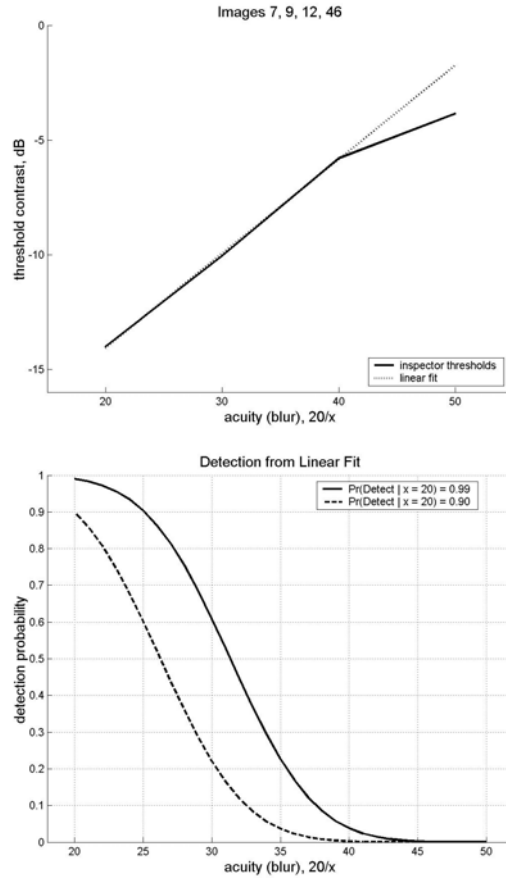 Images 7, 9, 12, 46
0
-5
-10
-15
threshold contrast, dB
inspector thresholds
linear fit
20 30 40 50
acuity (blur), 20/x
Detection from Linear Fit
1
0.9
0.8
0.7
0.6
0.5
0.4
0.3
0.2
0.1
0
detection probability
Pr(Detect | x = 20) = 0.99
Pr(Detect | x = 20) = 0.90
20 25 30 35 40 45 50
acuity (blur), 20/x